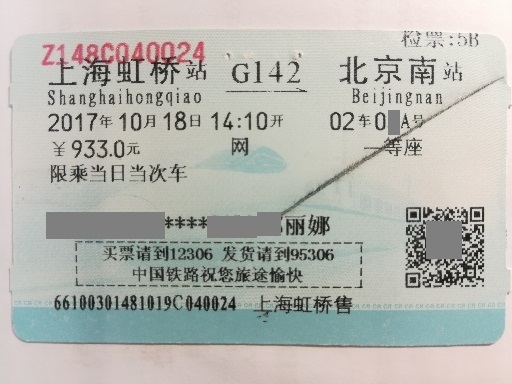 检票:5B
Z148C040024
上海虹桥站 G142 北京南站
Shanghaihongqiao Beijingnan
2017年10月18日 14:10开 02车0 A号
￥933.0元 网 一等座
限乘当日当次车
**** 丽娜
买票请到12306 发货请到95306
中国铁路祝您旅途愉快
66100301481019C040024 上海虹桥售